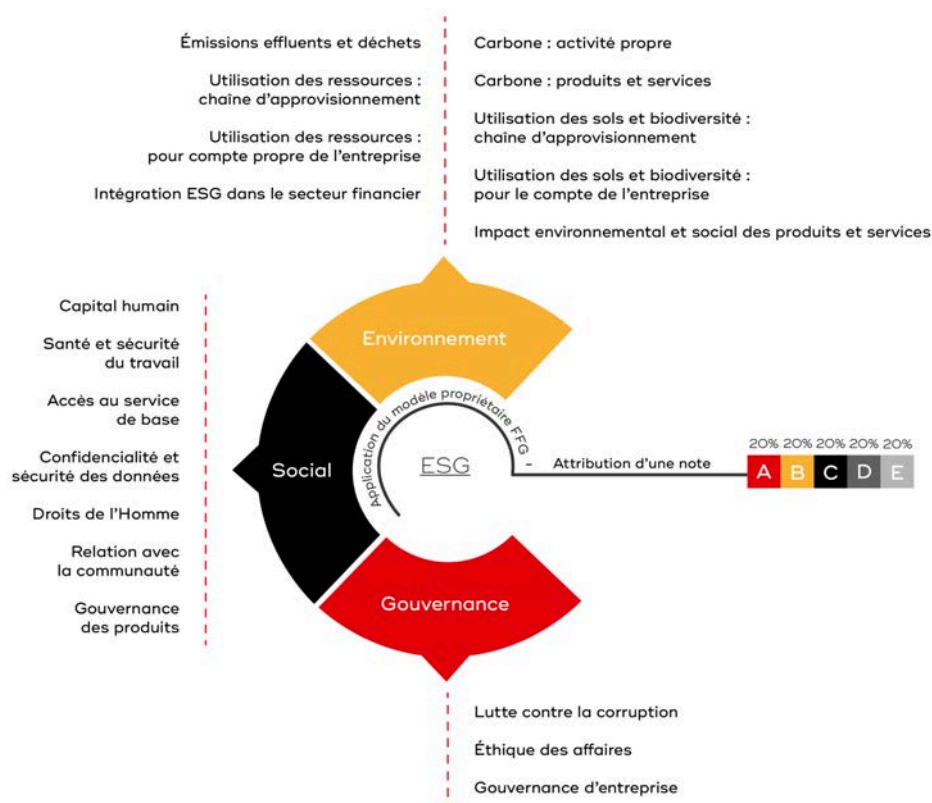 Émissions effluents et déchets
Utilisation des ressources :
chaîne d'approvisionnement
Utilisation des ressources :
pour compte propre de l'entreprise
Intégration ESG dans le secteur financier
Carbone : activité propre
Carbone : produits et services
Utilisation des sols et biodiversité :
chaîne d'approvisionnement
Utilisation des sols et biodiversité :
pour le compte de l'entreprise
Impact environnemental et social des produits et services
Environnement
Capital humain
Santé et sécurité
du travail
Accès au service
de base
Confidencialité et
sécurité des données
Droits de l'Homme
Relation avec
la communauté
Gouvernance
des produits
Social
Application du modèle propriétaire FFG -
ESG
Attribution d'une note
20% 20% 20% 20% 20%
A B C D E
Gouvernance
Lutte contre la corruption
Éthique des affaires
Gouvernance d'entreprise